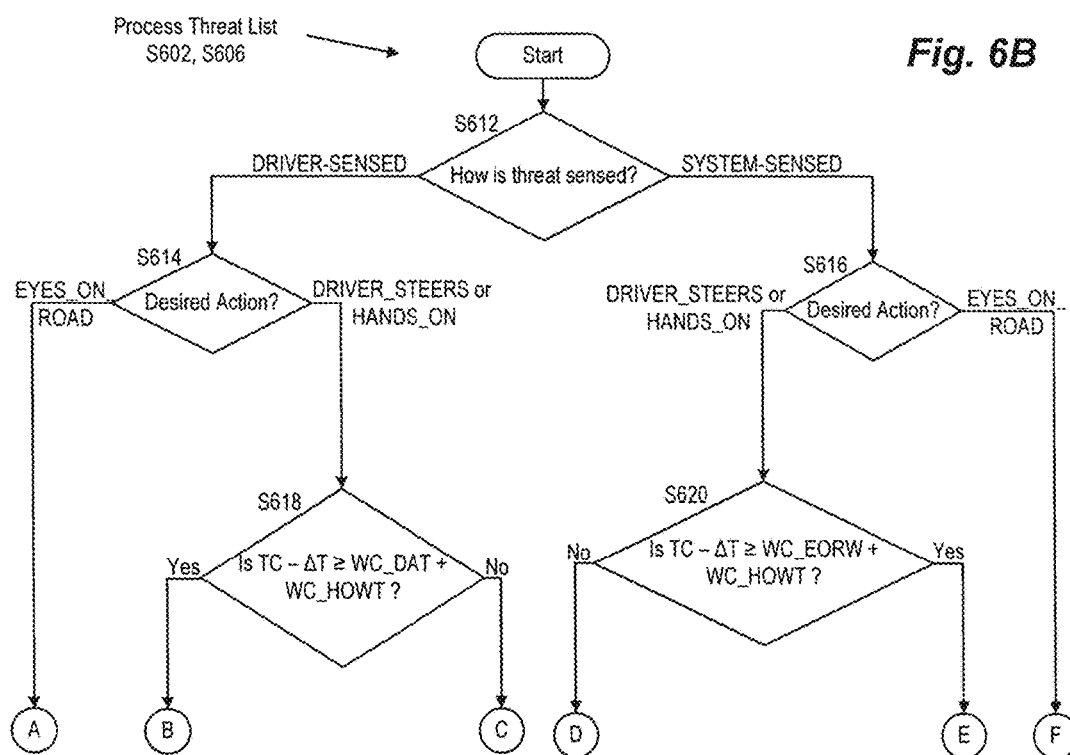 Process Threat List
S602, S606
Start
Fig. 6B
S612
DRIVER-SENSED
How is threat sensed?
SYSTEM-SENSED
S614
S616
EYES_ON_
ROAD
Desired Action?
DRIVER_STEERS or
HANDS_ON
DRIVER_STEERS or
HANDS_ON
Desired Action?
EYES_ON_
ROAD
S618
S620
Yes
Is TC – ΔT ≥ WC_DAT +
WC_HOWT ?
No
No
Is TC – ΔT ≥ WC_EORW +
WC_HOWT ?
Yes
A
B
C
D
E
F